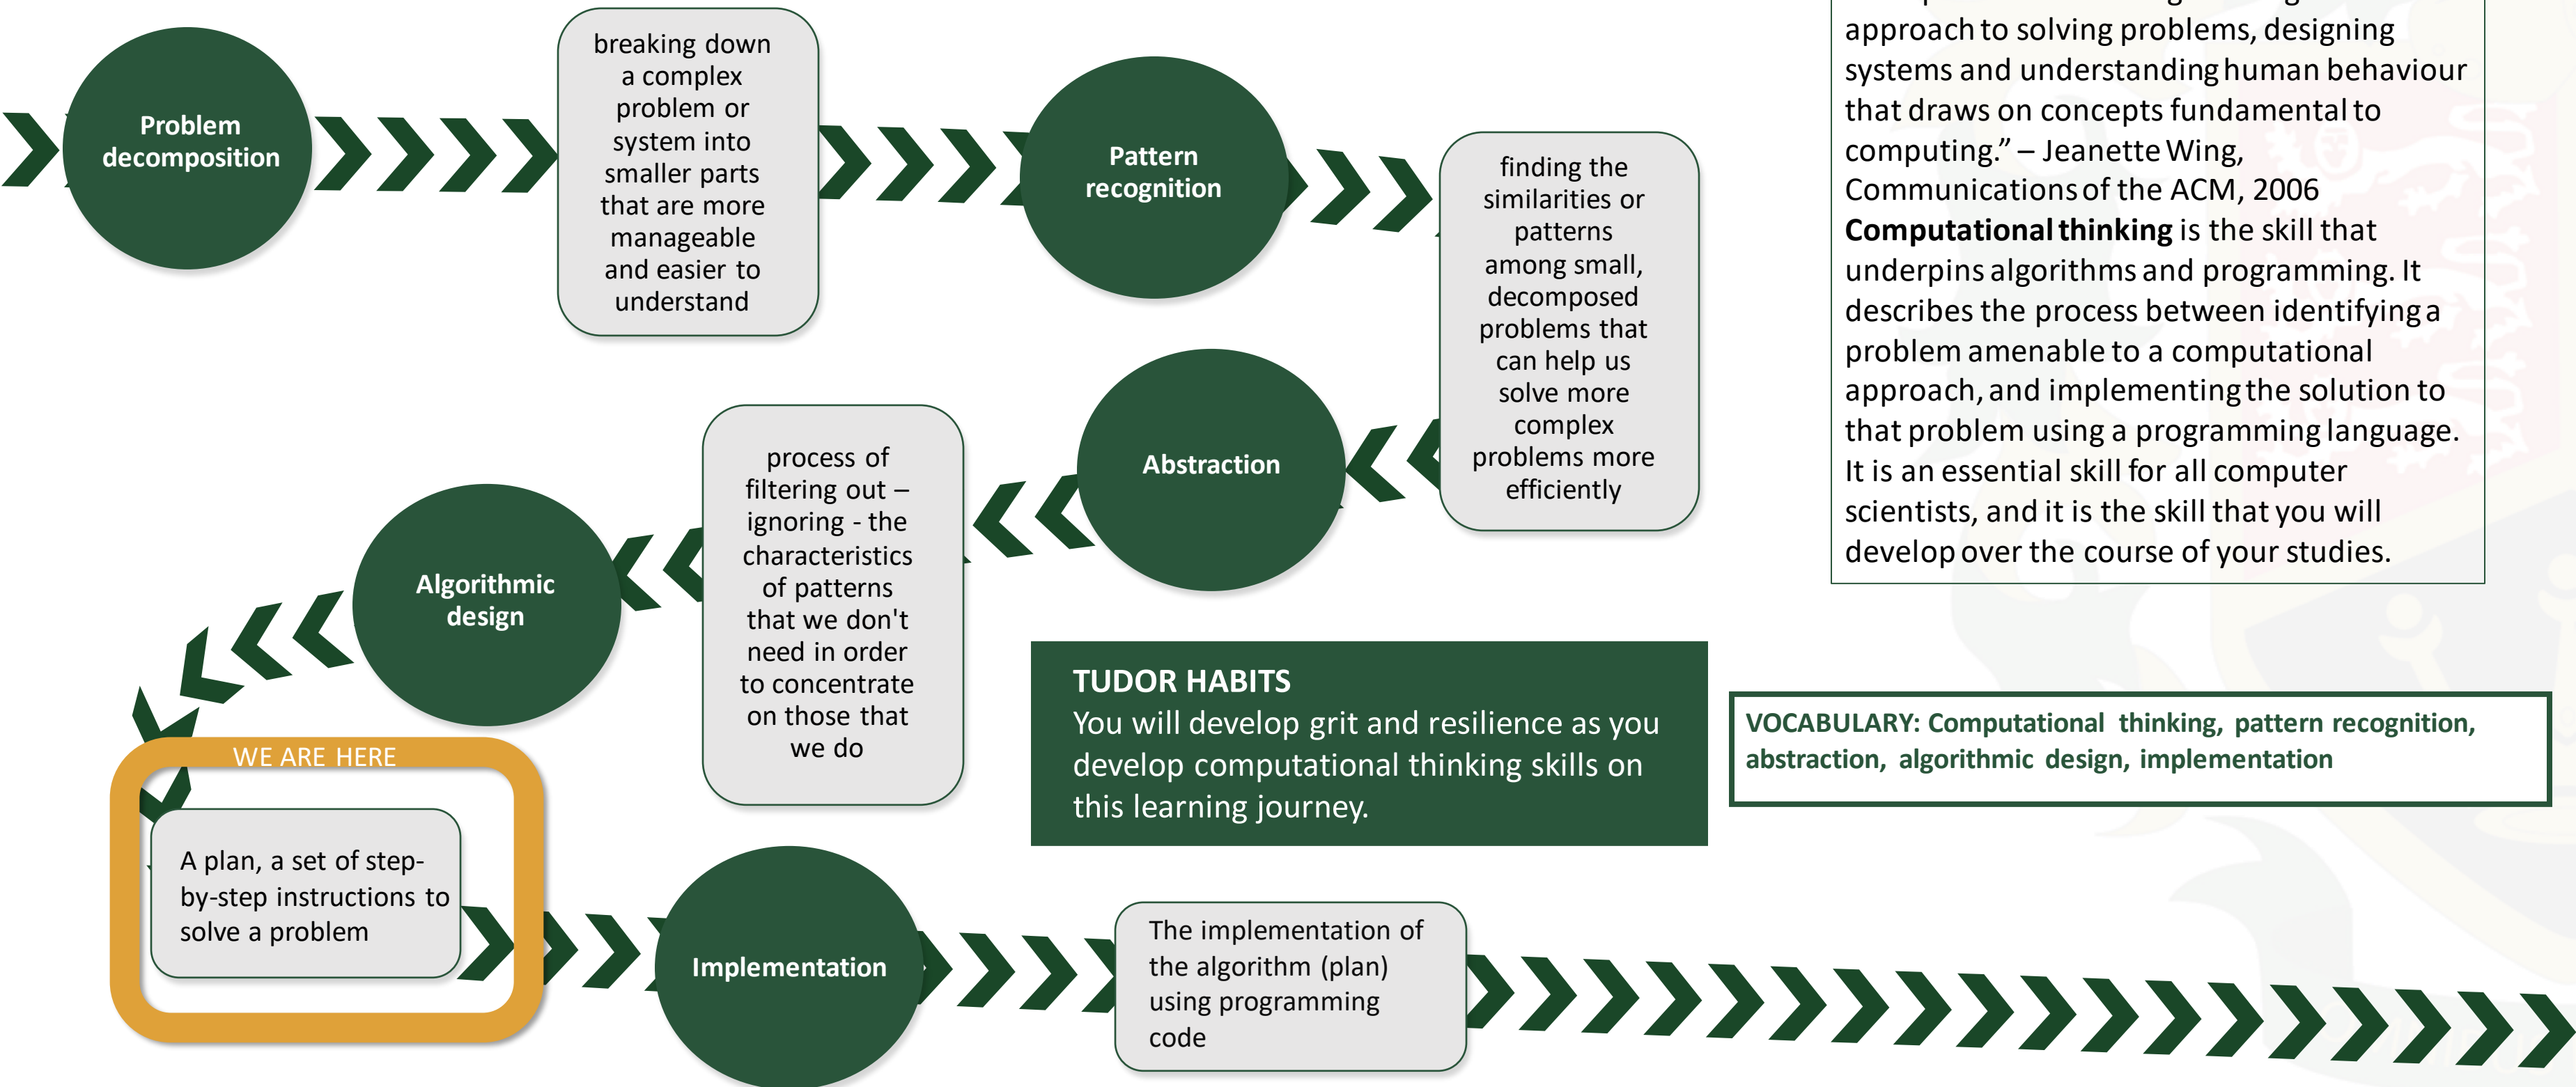 Problem
decomposition
breaking down
a complex
problem or
system into
smaller parts
that are more
manageable
and easier to
understand
Pattern
recognition
finding the
similarities or
patterns
among small,
decomposed
problems that
can help us
solve more
complex
problems more
efficiently
Abstraction
process of
filtering out –
ignoring - the
characteristics
of patterns
that we don't
need in order
to concentrate
on those that
we do
Algorithmic
design
WE ARE HERE
A plan, a set of step-
by-step instructions to
solve a problem
Implementation
The implementation of
the algorithm (plan)
using programming
code
approach to solving problems, designing
systems and understanding human behaviour
that draws on concepts fundamental to
computing.” – Jeanette Wing,
Communications of the ACM, 2006
Computational thinking is the skill that
underpins algorithms and programming. It
describes the process between identifying a
problem amenable to a computational
approach, and implementing the solution to
that problem using a programming language.
It is an essential skill for all computer
scientists, and it is the skill that you will
develop over the course of your studies.
TUDOR HABITS
You will develop grit and resilience as you
develop computational thinking skills on
this learning journey.
VOCABULARY: Computational thinking, pattern recognition,
abstraction, algorithmic design, implementation